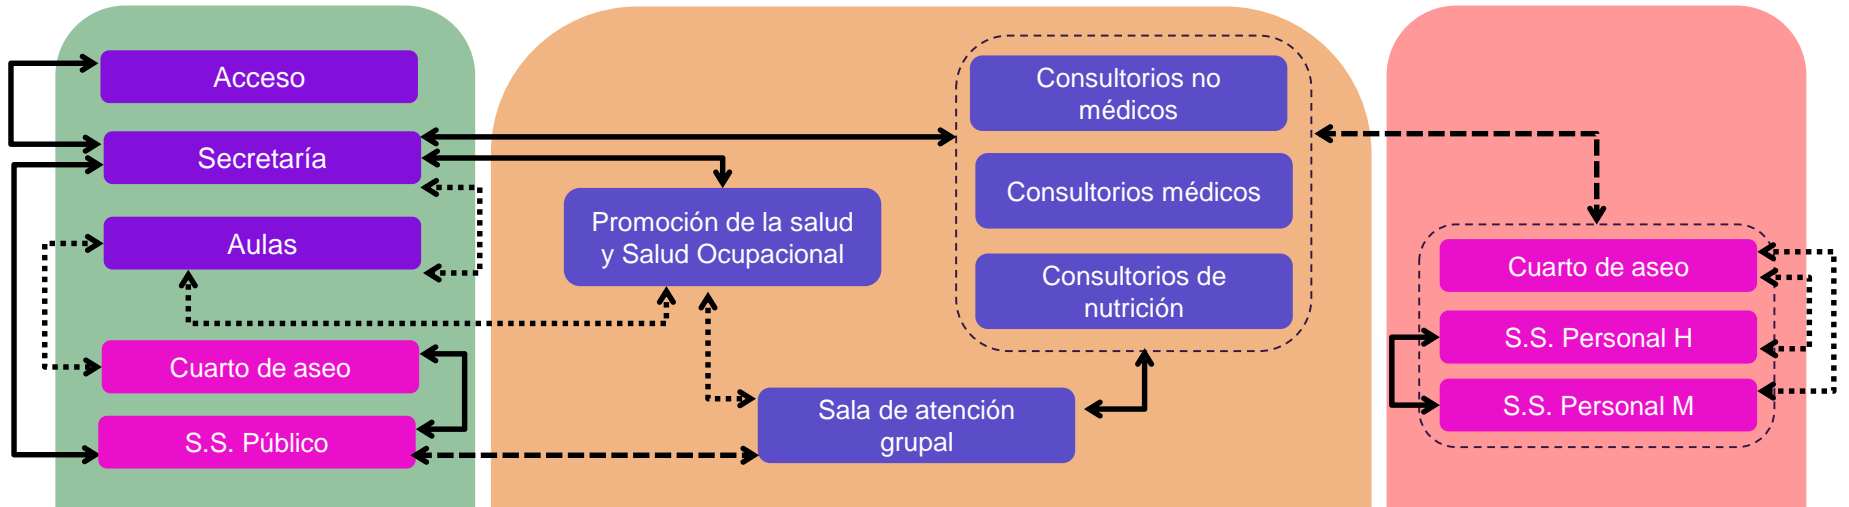 Acceso
Secretaría
Aulas
Cuarto de aseo
S.S. Público
Promoción de la salud
y Salud Ocupacional
Consultorios no
médicos
Consultorios médicos
Consultorios de
nutrición
Sala de atención
grupal
Cuarto de aseo
S.S. Personal H
S.S. Personal M